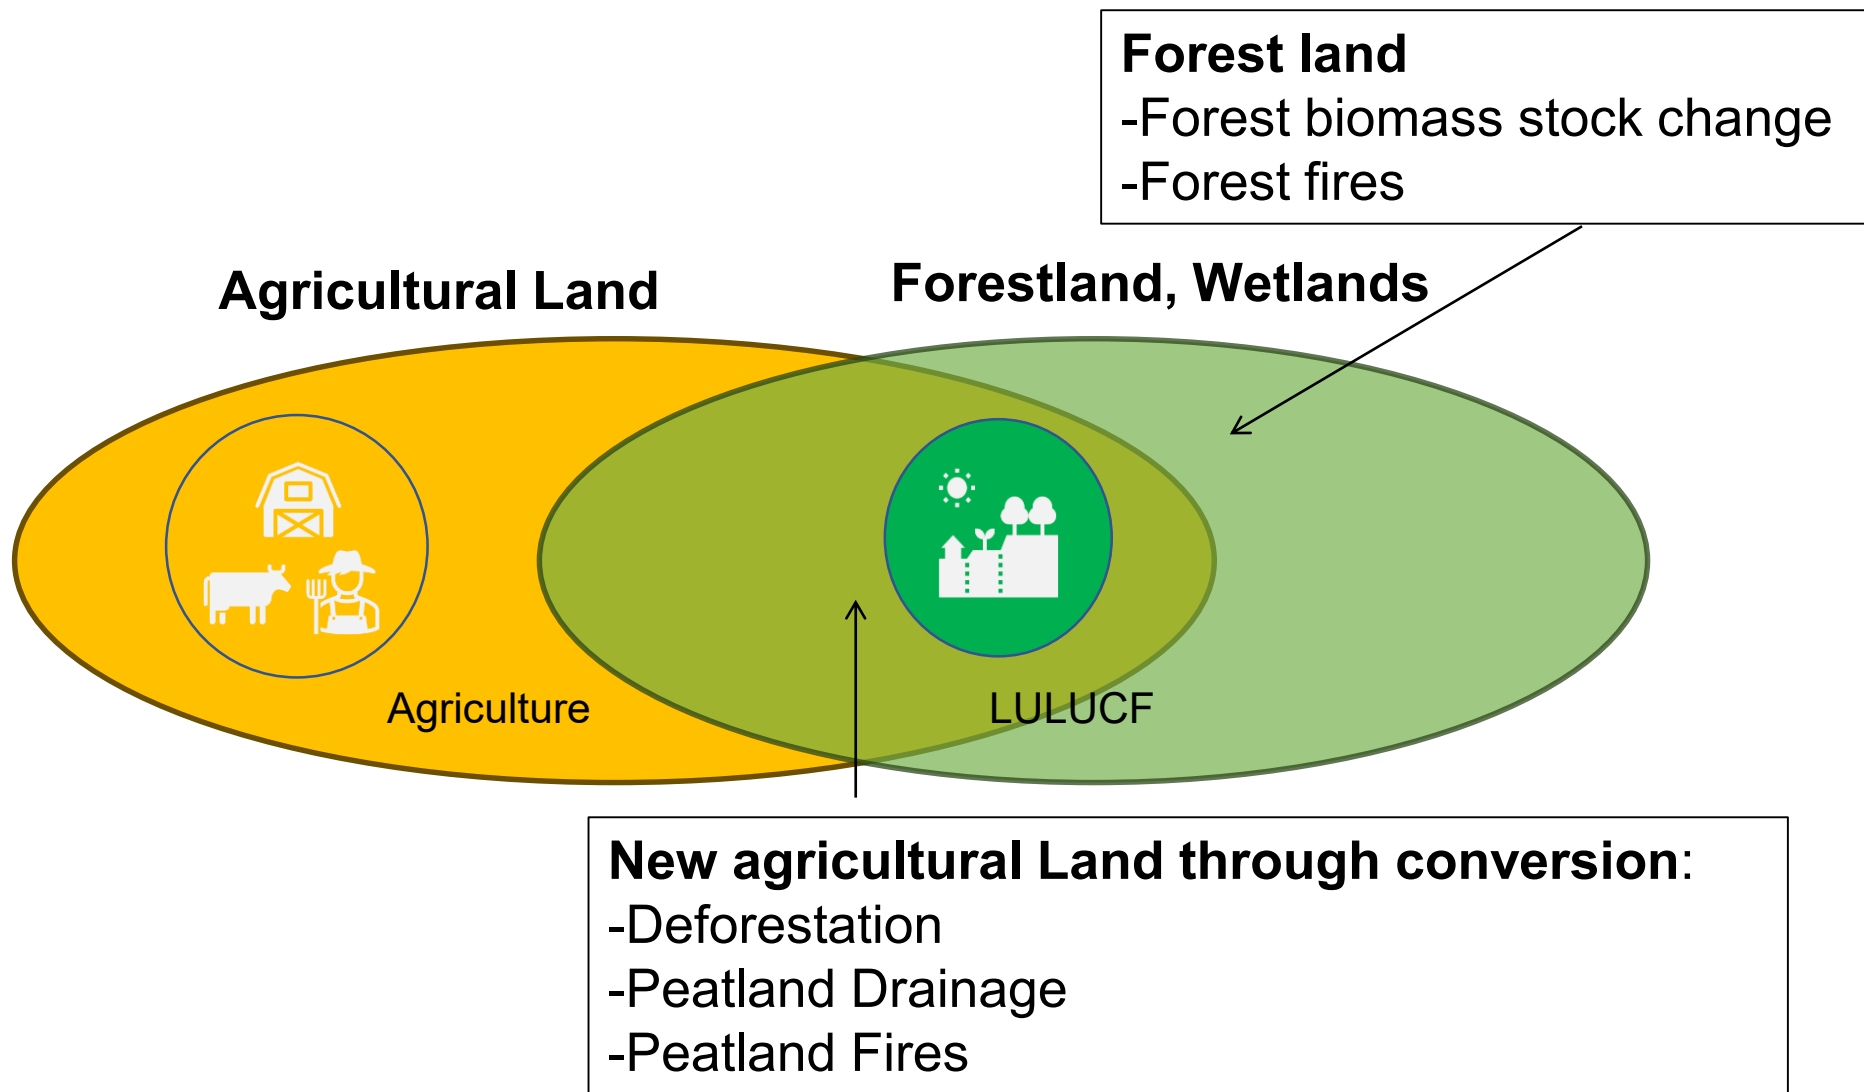 Forest land
-Forest biomass stock change
-Forest fires
Agricultural Land
Forestland, Wetlands
Agriculture
LULUCF
New agricultural Land through conversion:
-Deforestation
-Peatland Drainage
-Peatland Fires